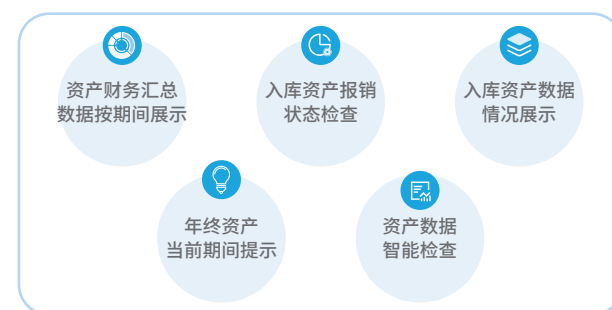 资产财务汇总
数据按期间展示
入库资产报销
状态检查
入库资产数据
情况展示
年终资产
当前期间提示
资产数据
智能检查